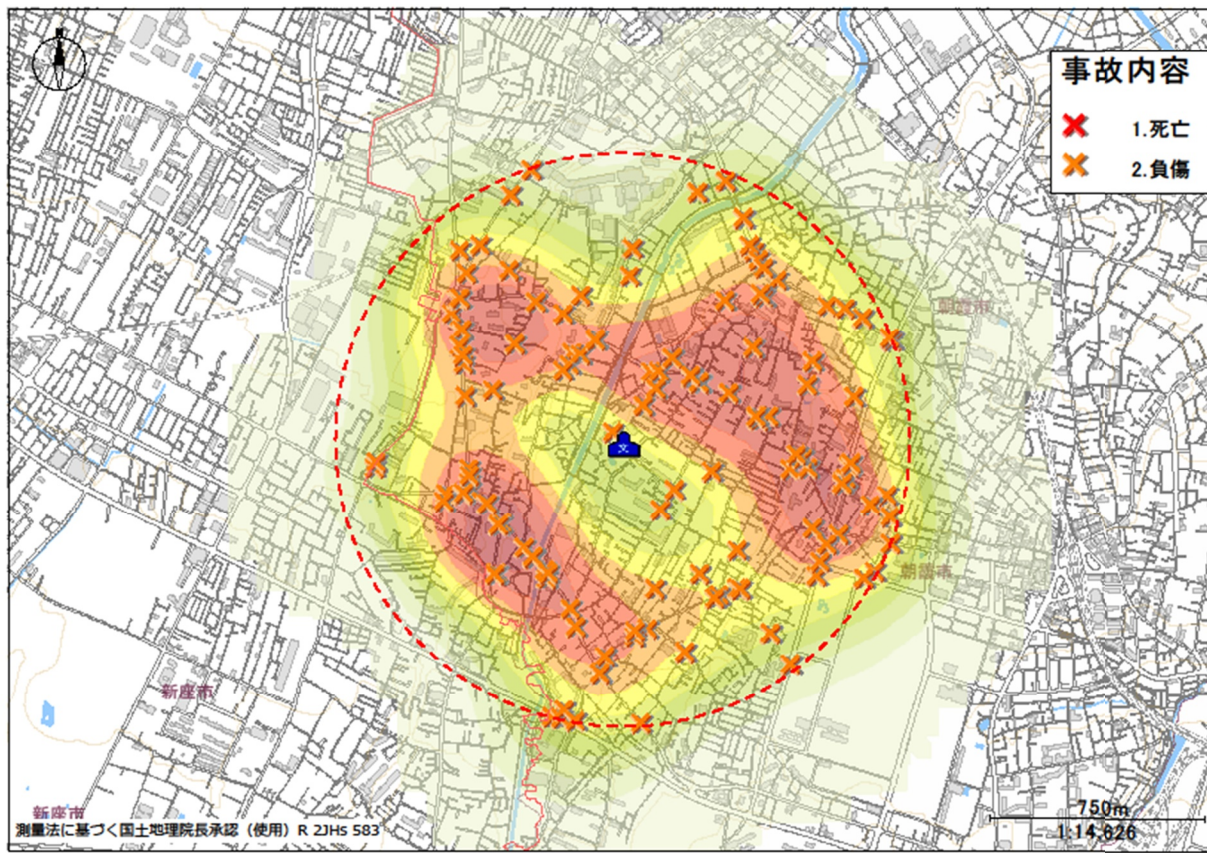 事故内容
1.死亡
2.負傷
朝霞市
文
朝霞市
新座市
新座市
測量法に基づく国土地理院長承認(使用)R 2JHs 583
750m
1:14,626